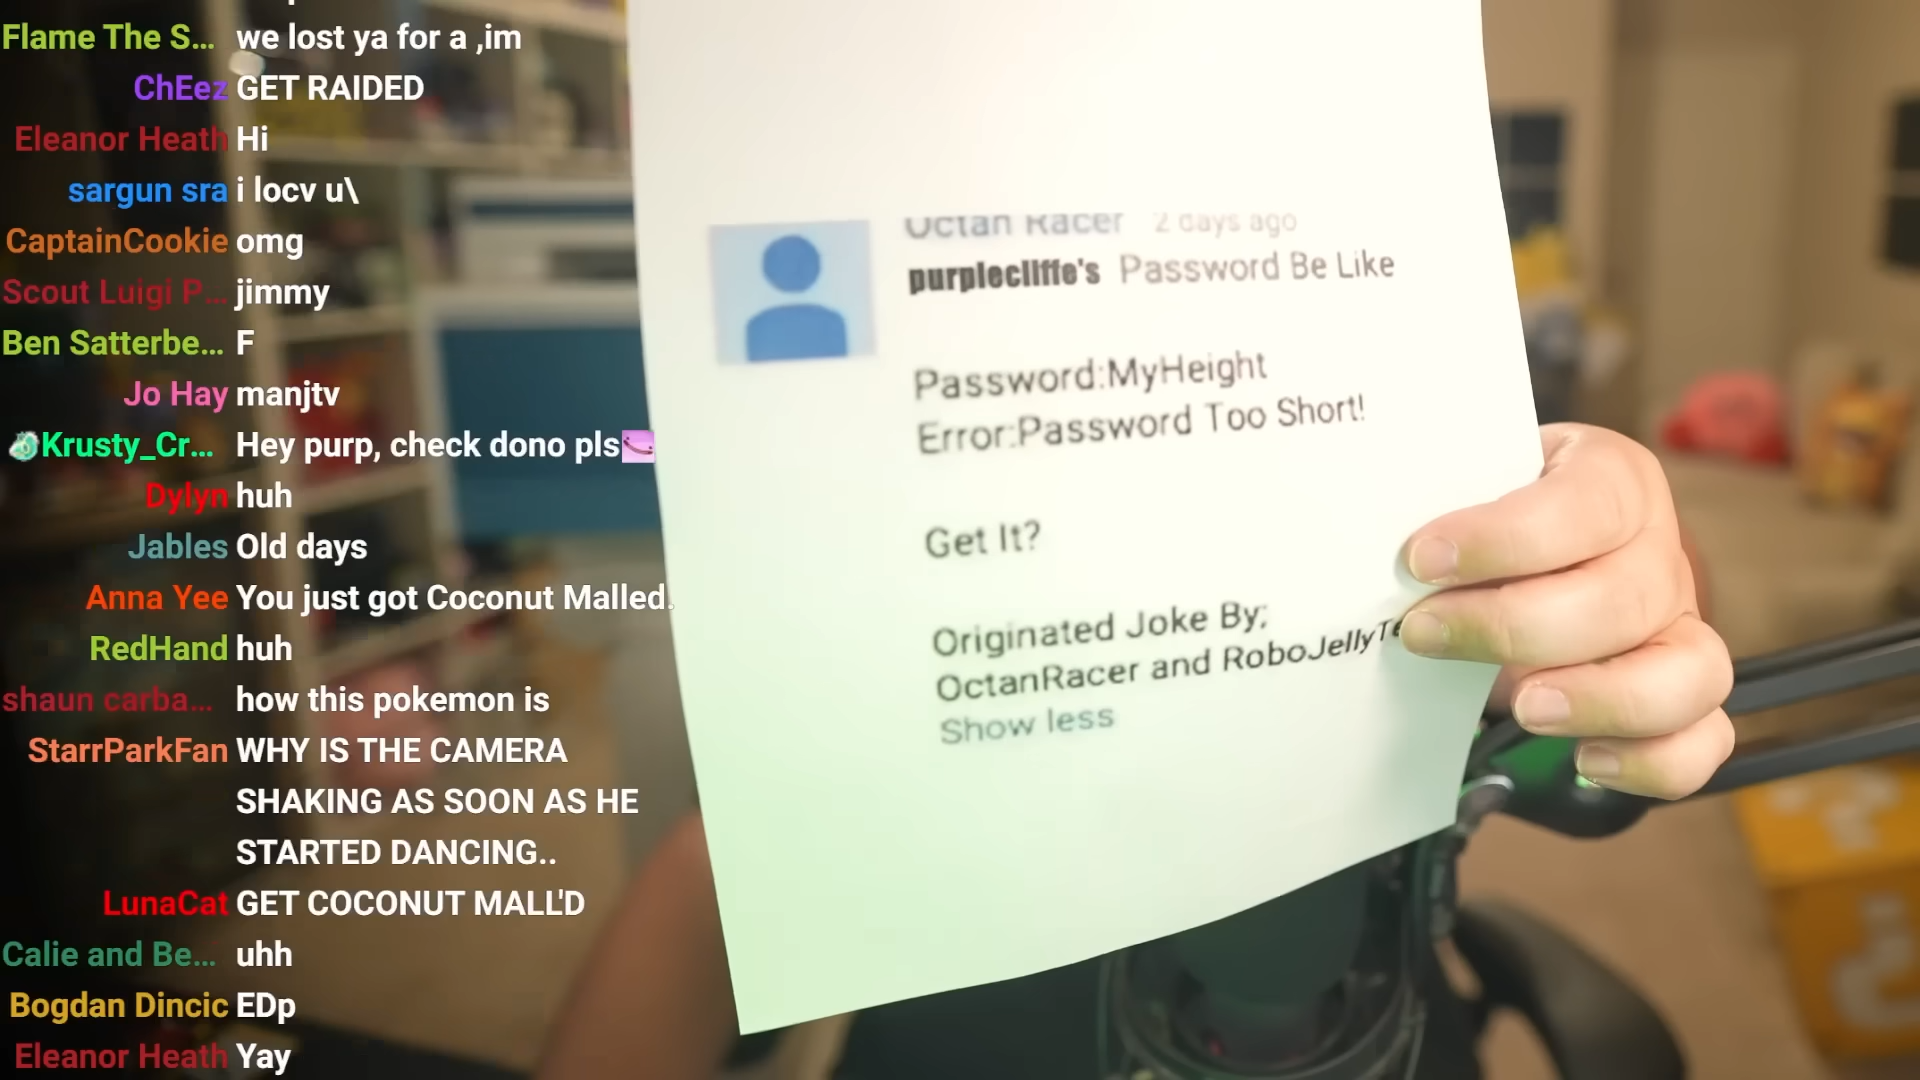 Flame The S... we lost ya for a ,im
ChEez GET RAIDED
Eleanor Heath Hi
sargun sra i locv u\
CaptainCookie omg
Scout Luigi P... jimmy
Ben Satterbe... F
Jo Hay manjtv
Krusty_Cr... Hey purp, check dono pls
Dylyn huh
Jables Old days
Anna Yee You just got Coconut Malled.
RedHand huh
shaun carba... how this pokemon is
StarrParkFan WHY IS THE CAMERA
SHAKING AS SOON AS HE
STARTED DANCING..
LunaCat GET COCONUT MALL'D
Calie and Be... uhh
Bogdan Dincic EDp
Eleanor Heath Yay
Octan Racer 2 days ago
purplecliffe's Password Be Like
Password:MyHeight
Error:Password Too Short!
Get It?
Originated Joke By;
OctanRacer and RoboJellyTe
Show less